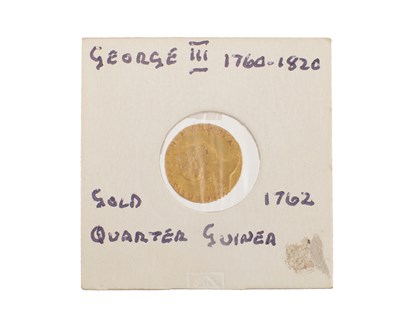 GEORGE III 1760-1820
GOLD 1762
QUARTER GUINEA